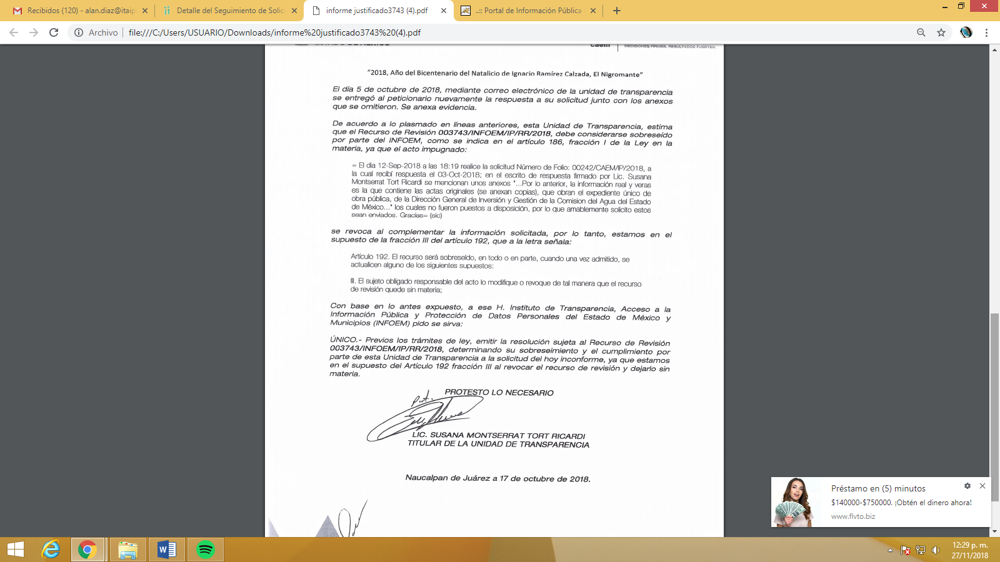 Recibidos (120) - alan.diaz@itaip
Detalle del Seguimiento de Solic
informe justificado3743 (4).pdf
..:: Portal de Información Pública
Archivo
file:///C:/Users/USUARIO/Downloads/informe%20justificado3743%20(4).pdf
caem
DECISIONES FIRMES, RESULTADOS FUERTES.
“2018, Año del Bicentenario del Natalicio de Ignacio Ramírez Calzada, El Nigromante”
El día 5 de octubre de 2018, mediante correo electrónico de la unidad de transparencia
se entregó al peticionario nuevamente la respuesta a su solicitud junto con los anexos
que se omitieron. Se anexa evidencia.
De acuerdo a lo plasmado en líneas anteriores, esta Unidad de Transparencia, estima
que el Recurso de Revisión 003743/INFOEM/IP/RR/2018, debe considerarse sobreseído
por parte del INFOEM, como se indica en el artículo 186, fracción I de la Ley en la
materia, ya que el acto impugnado:
= El dia 12-Sep-2018 a las 18:19 realice la solicitud Número de Folio: 00242/CAEM/IP/2018, a
la cual recibí respuesta el 03-Oct-2018; en el escrito de respuesta firmado por Lic. Susana
Montserrat Tort Ricardi se mencionan unos anexos "...Por lo anterior, la información real y veras
es la que contiene las actas originales (se anexan copias), que obran el expediente único de
obra pública, de la Dirección General de Inversión y Gestión de la Comision del Agua del Estado
de México..." los cuales no fueron puestos a disposición, por lo que amablemente solicito estos
sean enviados. Gracias= (sic)
se revoca al complementar la información solicitada, por lo tanto, estamos en el
supuesto de la fracción III del artículo 192, que a la letra señala:
Artículo 192. El recurso será sobreseído, en todo o en parte, cuando una vez admitido, se
actualicen alguno de los siguientes supuestos:
III. El sujeto obligado responsable del acto lo modifique o revoque de tal manera que el recurso
de revisión quede sin materia;
Con base en lo antes expuesto, a ese H. Instituto de Transparencia, Acceso a la
Información Pública y Protección de Datos Personales del Estado de México y
Municipios (INFOEM) pido se sirva:
ÚNICO.- Previos los trámites de ley, emitir la resolución sujeta al Recurso de Revisión
003743/INFOEM/IP/RR/2018, determinando su sobreseimiento y el cumplimiento por
parte de esta Unidad de Transparencia a la solicitud del hoy inconforme, ya que estamos
en el supuesto del Artículo 192 fracción III al revocar el recurso de revisión y dejarlo sin
materia.
PROTESTO LO NECESARIO
LIC. SUSANA MONTSERRAT TORT RICARDI
TITULAR DE LA UNIDAD DE TRANSPARENCIA
Naucalpan de Juárez a 17 de octubre de 2018.
Préstamo en (5) minutos
$140000-$750000. ¡Obtén el dinero ahora!
www.flvto.biz
12:29 p. m.
27/11/2018